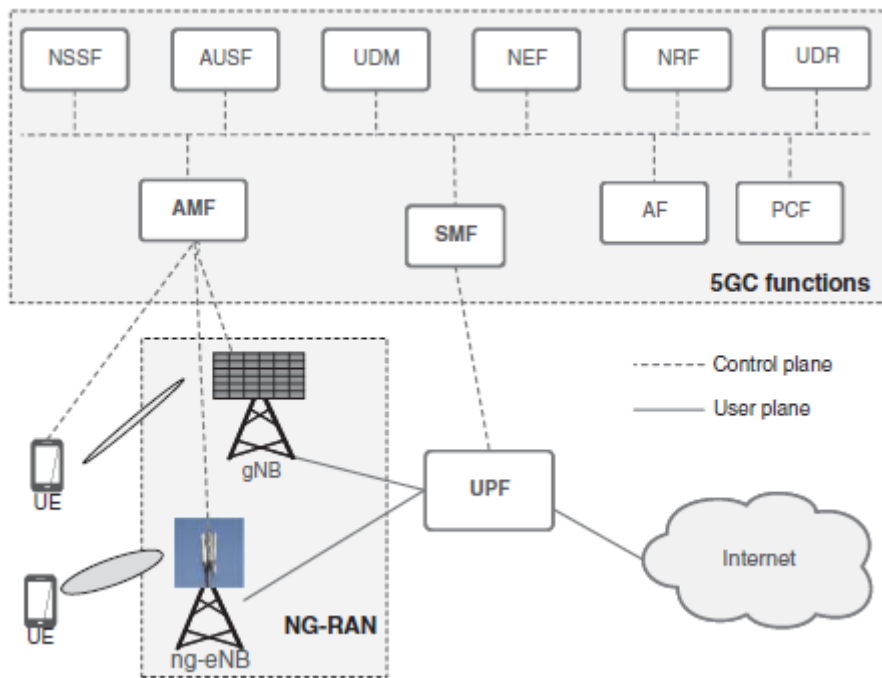 NSSF
AUSF
UDM
NEF
NRF
UDR
AMF
SMF
AF
PCF
5GC functions
Control plane
User plane
gNB
UE
UPF
Internet
UE
NG-RAN
ng-eNB